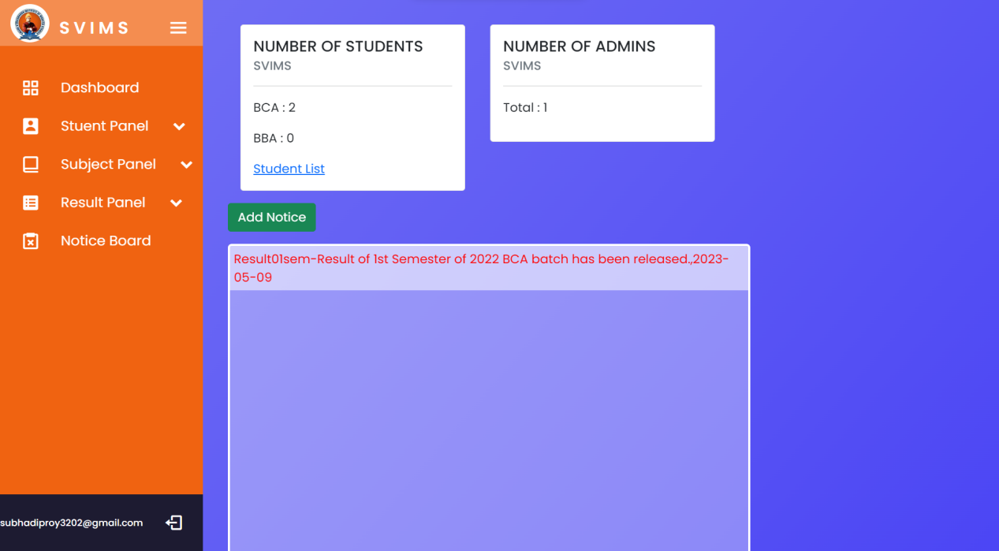 SVIMS
Dashboard
Stuent Panel
Subject Panel
Result Panel
Notice Board
subhadiproy3202@gmail.com
NUMBER OF STUDENTS
SVIMS
BCA : 2
BBA : 0
Student List
NUMBER OF ADMINS
SVIMS
Total : 1
Add Notice
Result01sem-Result of 1st Semester of 2022 BCA batch has been released.,2023-
05-09